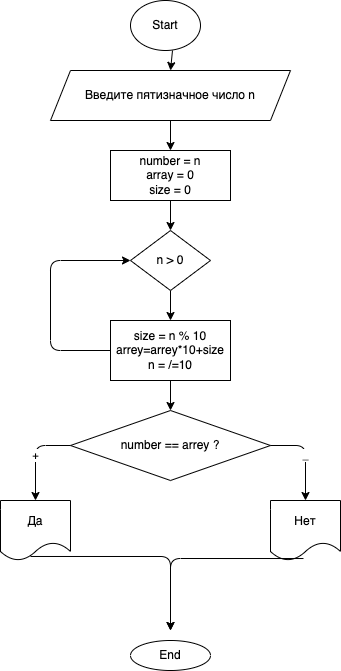 Start
Введите пятизначное число n
number = n
array = 0
size = 0
n > 0
size = n % 10
arrey=arrey*10+size
n = /=10
number == arrey ?
+
_
Да
Нет
End